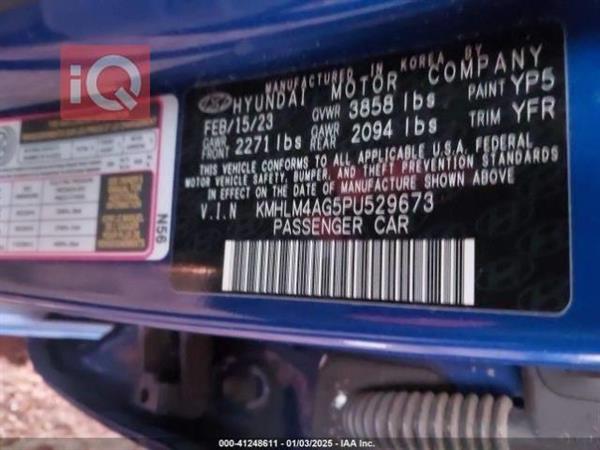 iQ
MANUFACTURED IN KOREA BY
HYUNDAI MOTOR COMPANY
FEB/15/23 GVWR 3858 lbs PAINT YP5
GAWR FRONT 2271 lbs GAWR REAR 2094 lbs TRIM YFR
THIS VEHICLE CONFORMS TO ALL APPLICABLE U.S.A. FEDERAL
MOTOR VEHICLE SAFETY, BUMPER, AND THEFT PREVENTION STANDARDS
IN EFFECT ON THE DATE OF MANUFACTURE SHOWN ABOVE
V.I.N KMHLM4AG5PU529673
PASSENGER CAR
N56
000-41248611 - 01/03/2025 - IAA Inc.